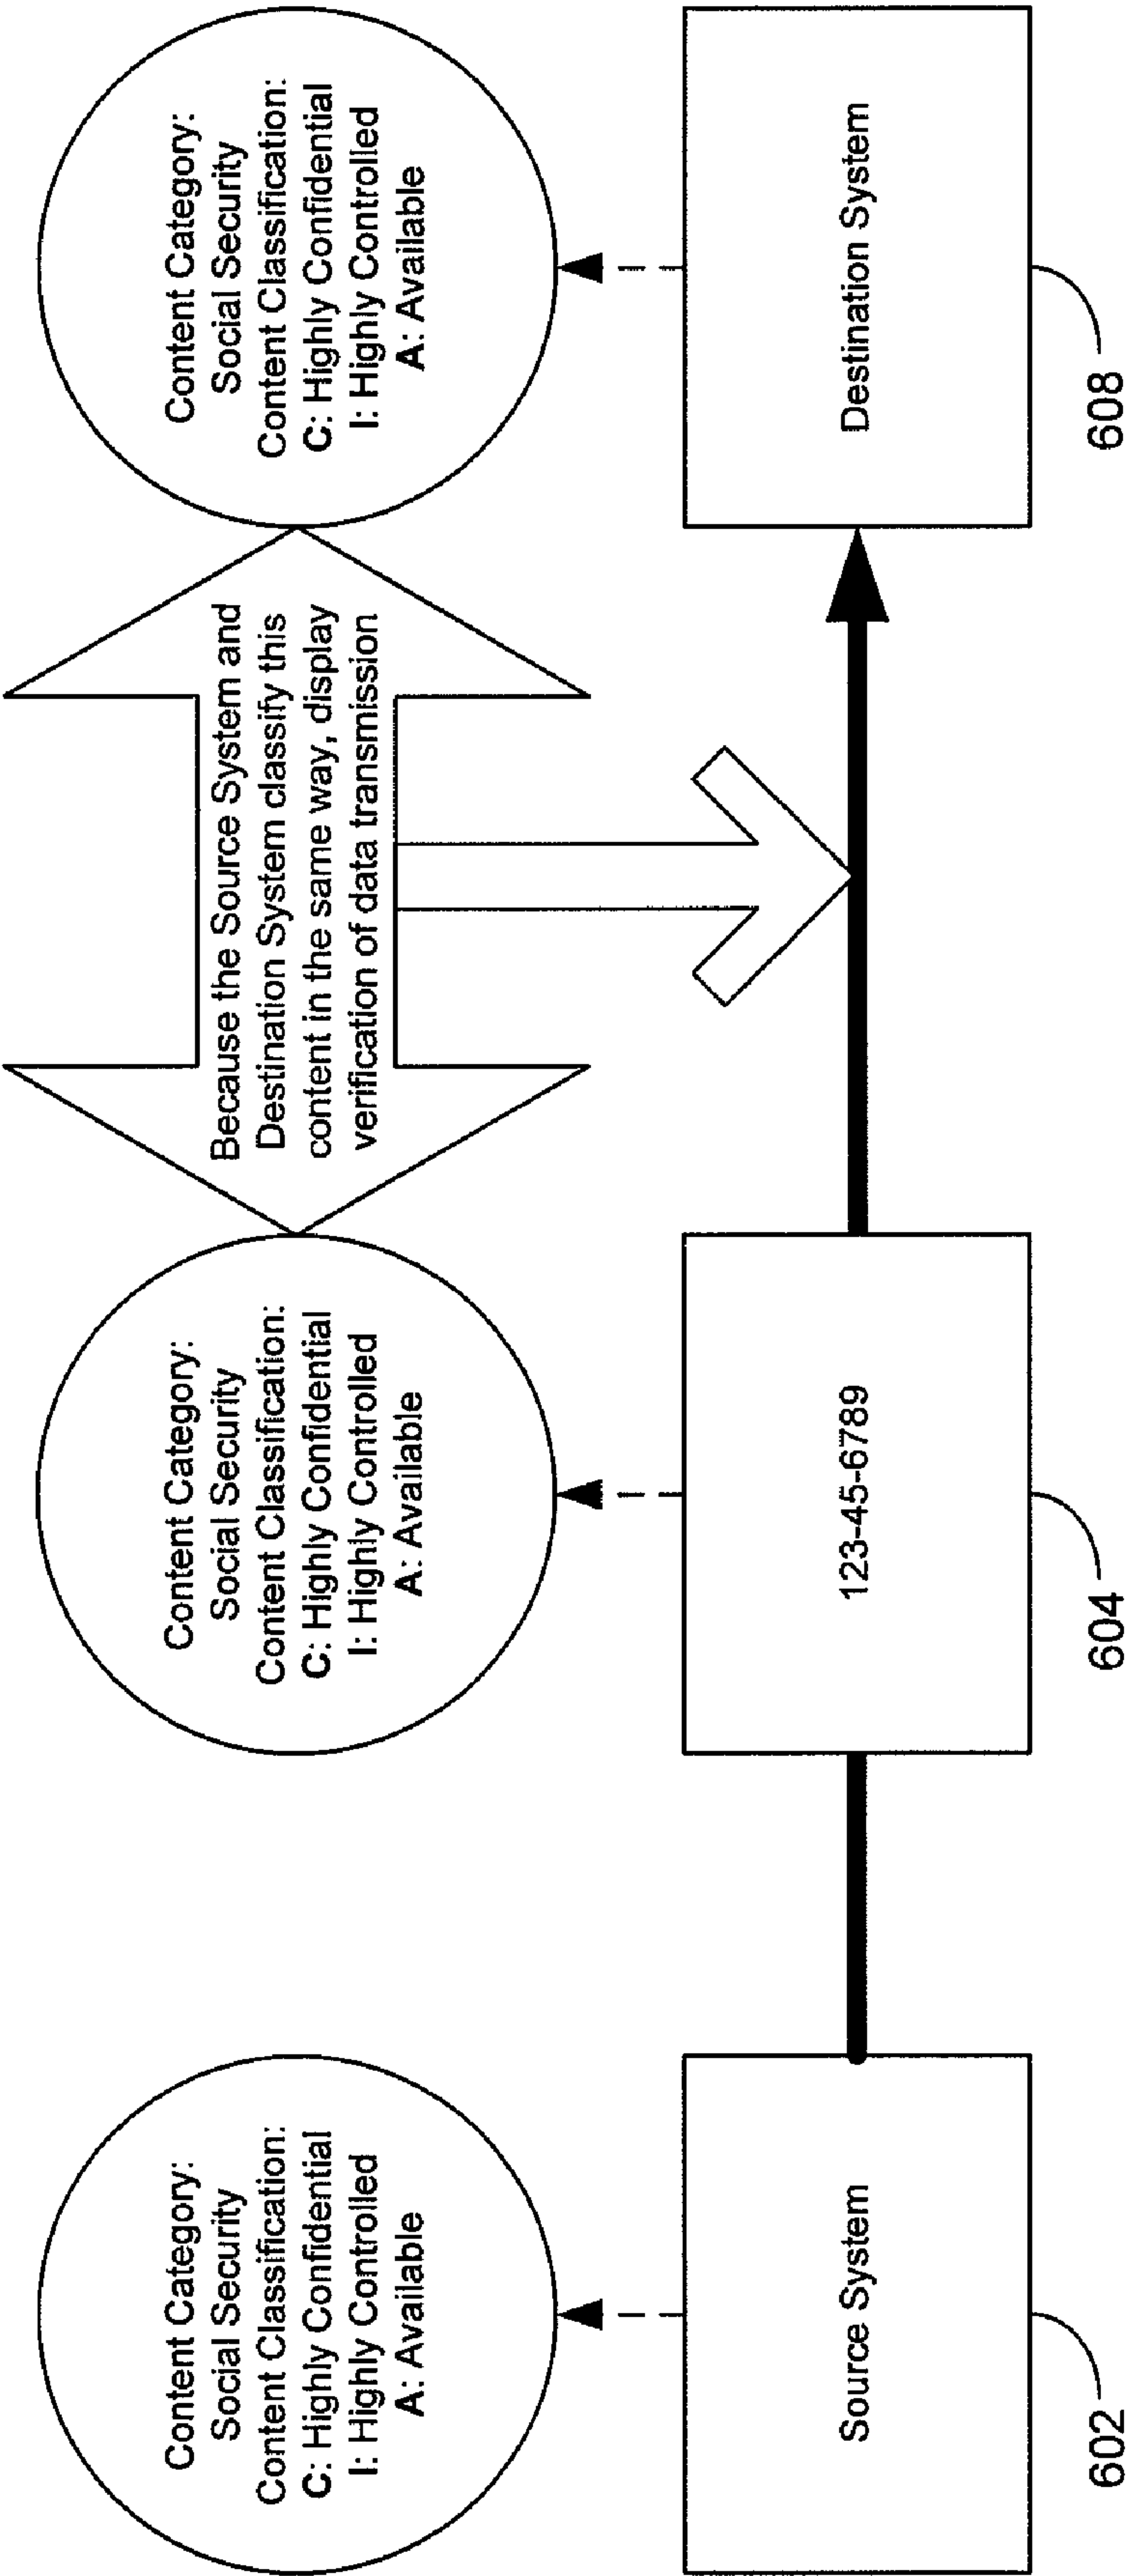 Content Category:
Social Security
Content Classification:
C: Highly Confidential
I: Highly Controlled
A: Available
Content Category:
Social Security
Content Classification:
C: Highly Confidential
I: Highly Controlled
A: Available
Because the Source System and
Destination System classify this
content in the same way, display
verification of data transmission
Content Category:
Social Security
Content Classification:
C: Highly Confidential
I: Highly Controlled
A: Available
Source System
123-45-6789
Destination System
602
604
608